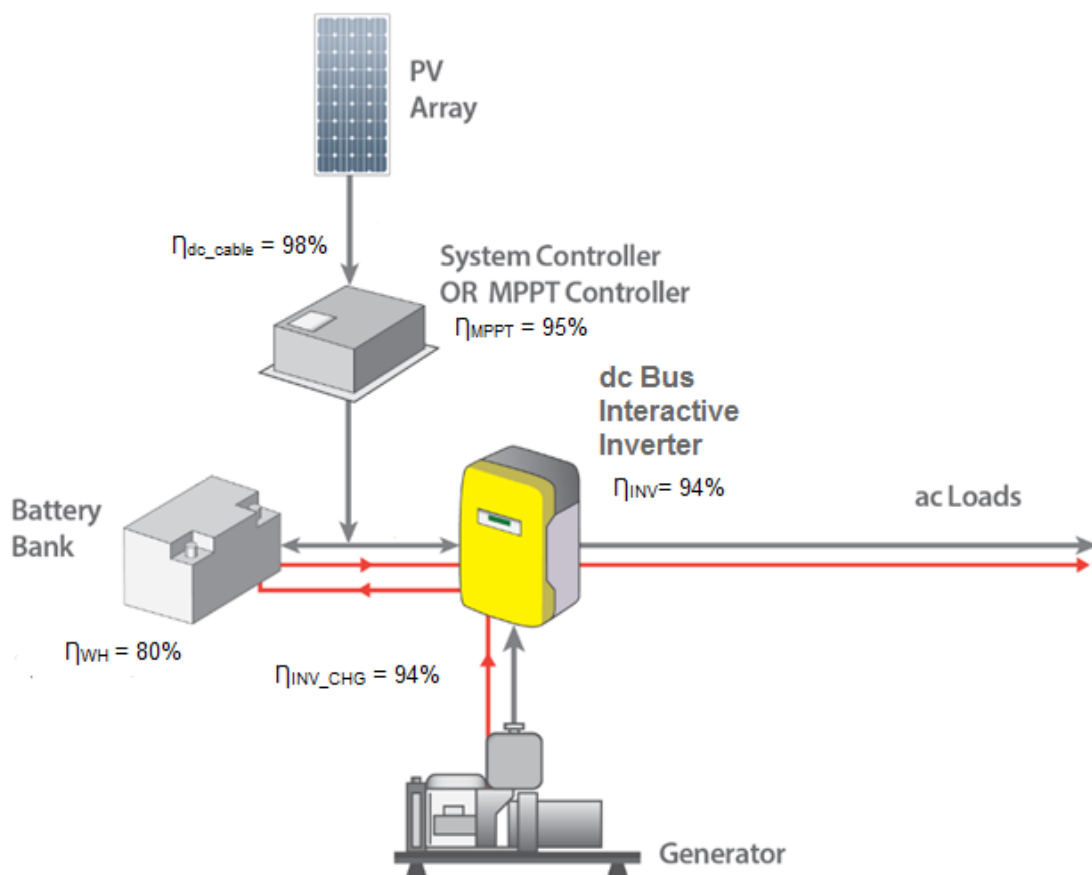 PV
Array
ηdc_cable = 98%
System Controller
OR MPPT Controller
ηMPPT = 95%
dc Bus
Interactive
Inverter
ηINV= 94%
ac Loads
Battery
Bank
ηWH = 80%
ηINV_CHG = 94%
Generator